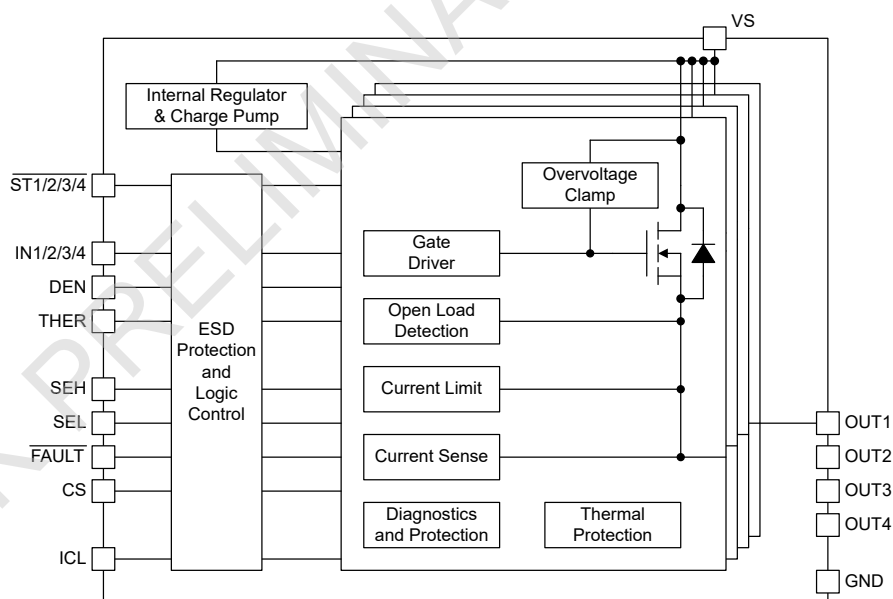 VS
Internal Regulator
& Charge Pump
ST1/2/3/4
IN1/2/3/4
DEN
THER
SEH
SEL
FAULT
CS
ICL
ESD
Protection
and
Logic
Control
Overvoltage
Clamp
Gate
Driver
Open Load
Detection
Current Limit
Current Sense
Diagnostics
and Protection
Thermal
Protection
OUT1
OUT2
OUT3
OUT4
GND